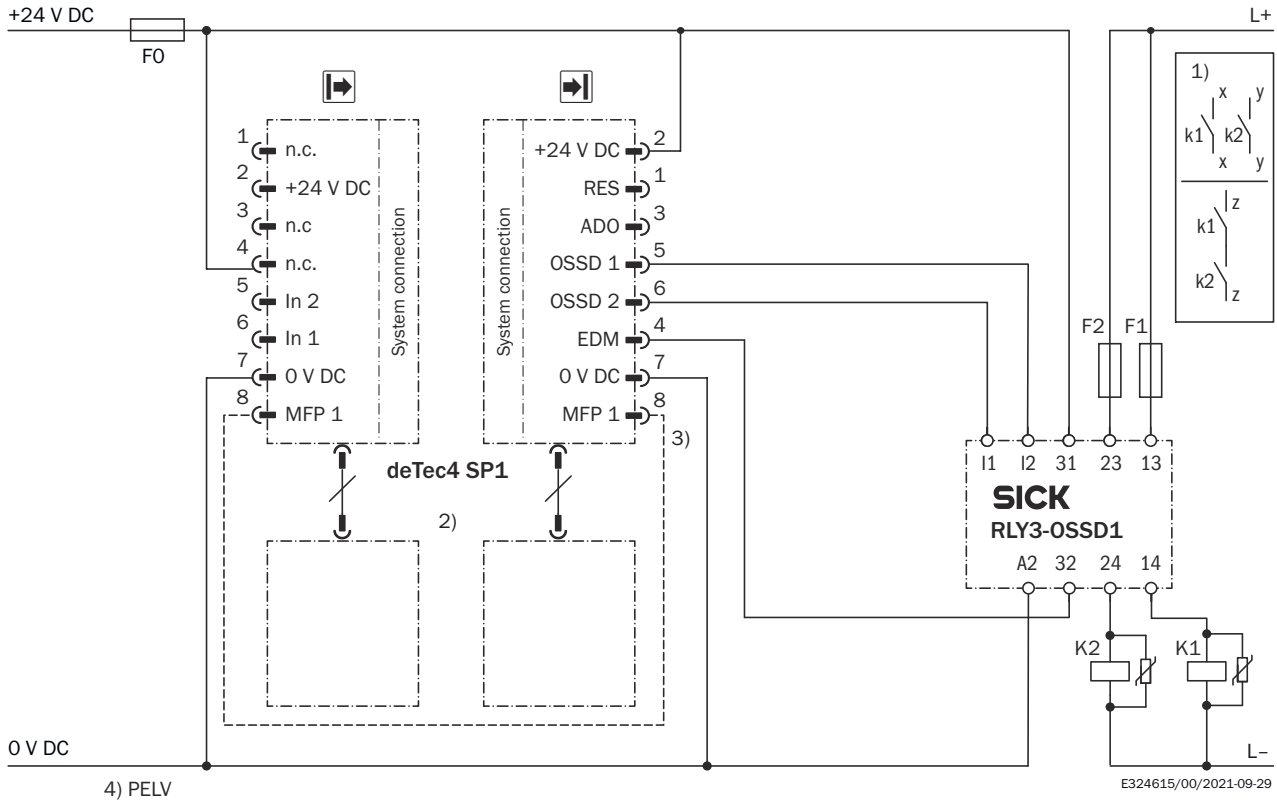 +24 V DC
L+
F0
1)
x
y
k1
k2
x
y
z
k1
k2
z
1
n.c.
2
+24 V DC
3
n.c
4
n.c.
5
In 2
6
In 1
7
0 V DC
8
MFP 1
System connection
System connection
+24 V DC
2
RES
1
ADO
3
OSSD 1
5
OSSD 2
6
EDM
4
0 V DC
7
MFP 1
8
3)
deTec4 SP1
2)
F2
F1
I1
I2
31
23
13
SICK
RLY3-OSSD1
A2
32
24
14
K2
K1
0 V DC
L–
4) PELV
E324615/00/2021-09-29